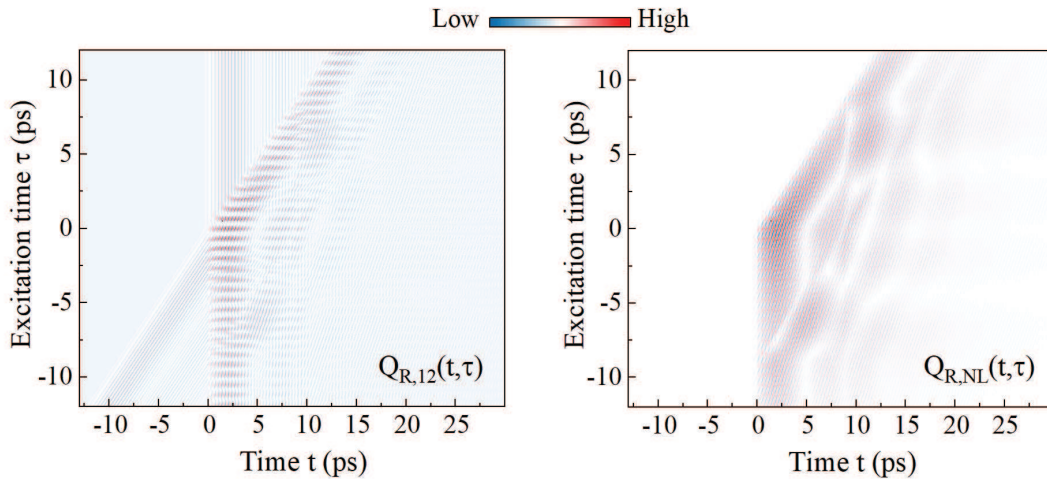 Low High
10
5
0
-5
-10
Excitation time τ (ps)
Q_{R,12}(t,τ)
-10 -5 0 5 10 15 20 25
Time t (ps)
10
5
0
-5
-10
Excitation time τ (ps)
Q_{R,NL}(t,τ)
-10 -5 0 5 10 15 20 25
Time t (ps)